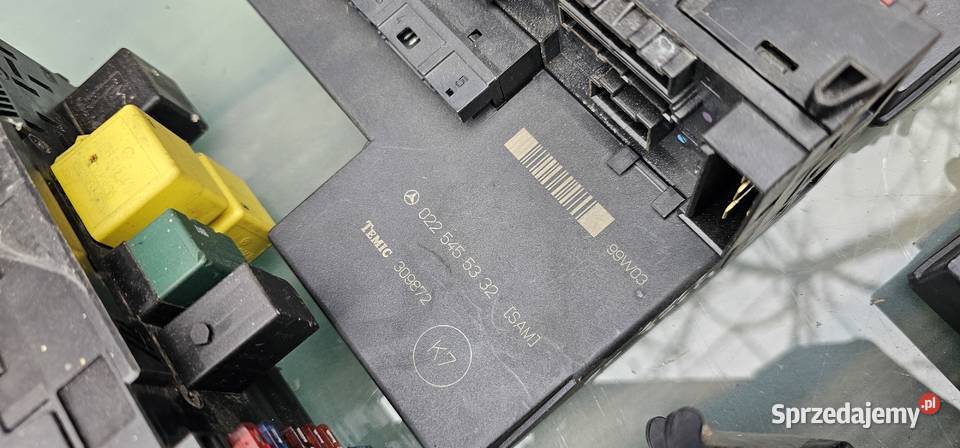 022 545 53 32 [SAM]
TEMIC 309872
K7
99W03
Sprzedajemy.pl